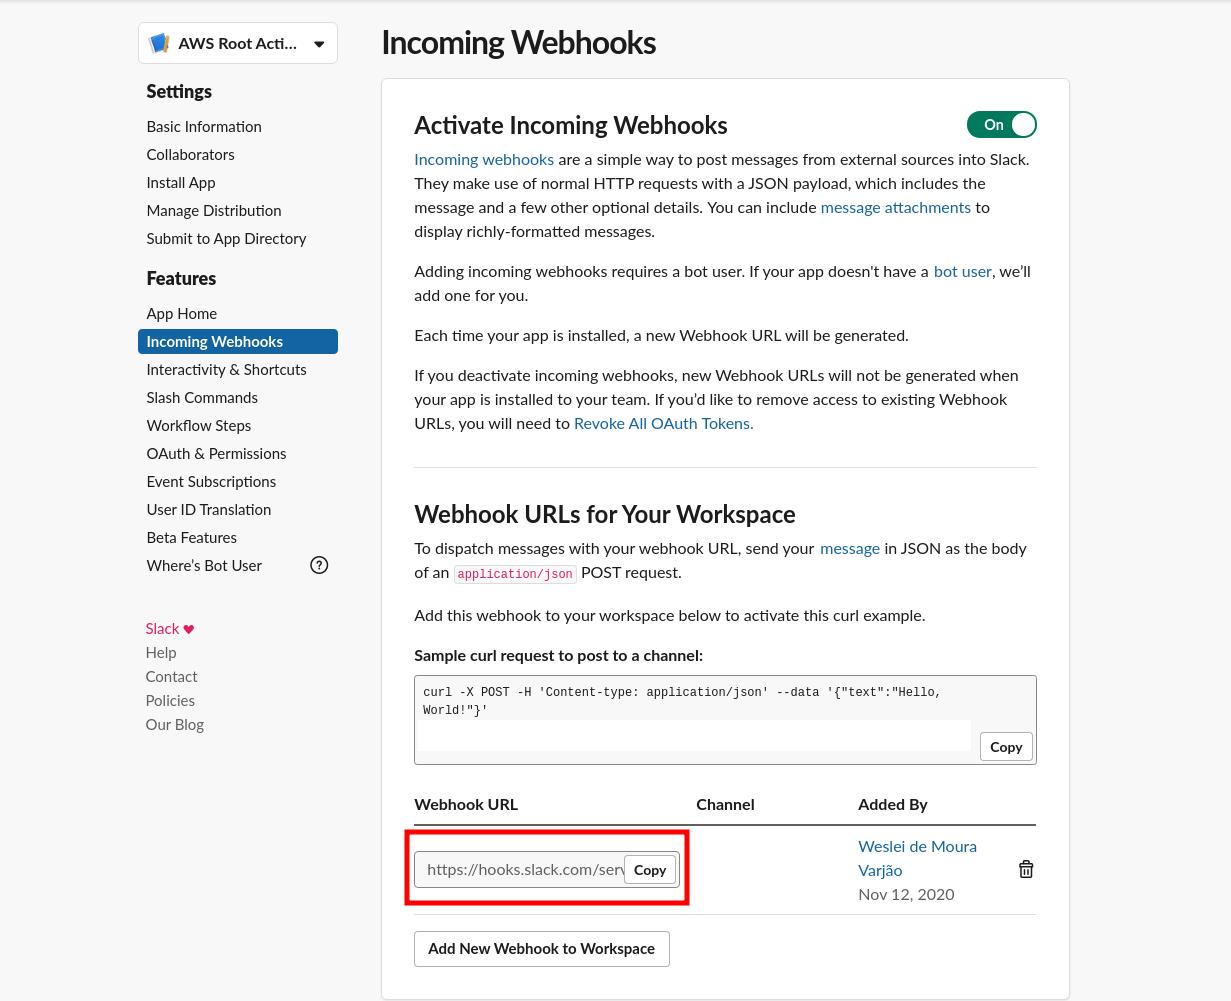 AWS Root Acti...
Settings
Basic Information
Collaborators
Install App
Manage Distribution
Submit to App Directory
Features
App Home
Incoming Webhooks
Interactivity & Shortcuts
Slash Commands
Workflow Steps
OAuth & Permissions
Event Subscriptions
User ID Translation
Beta Features
Where's Bot User
?
Slack ♥
Help
Contact
Policies
Our Blog
Incoming Webhooks
Activate Incoming Webhooks
On
Incoming webhooks are a simple way to post messages from external sources into Slack.
They make use of normal HTTP requests with a JSON payload, which includes the
message and a few other optional details. You can include message attachments to
display richly-formatted messages.
Adding incoming webhooks requires a bot user. If your app doesn't have a bot user, we’ll
add one for you.
Each time your app is installed, a new Webhook URL will be generated.
If you deactivate incoming webhooks, new Webhook URLs will not be generated when
your app is installed to your team. If you’d like to remove access to existing Webhook
URLs, you will need to Revoke All OAuth Tokens.
Webhook URLs for Your Workspace
To dispatch messages with your webhook URL, send your message in JSON as the body
of an application/json POST request.
Add this webhook to your workspace below to activate this curl example.
Sample curl request to post to a channel:
curl -X POST -H 'Content-type: application/json' --data '{"text":"Hello,
World!"}'
Copy
Webhook URL Channel Added By
https://hooks.slack.com/serv Copy
Weslei de Moura
Varjão
Nov 12, 2020
Add New Webhook to Workspace